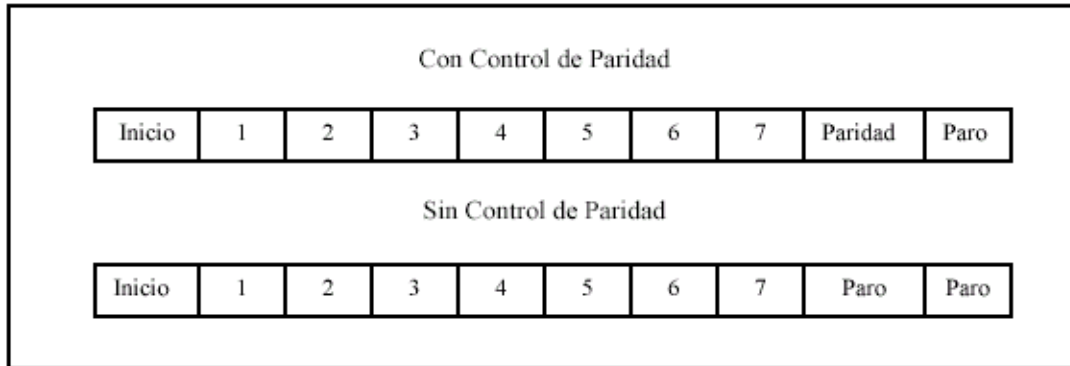 Con Control de Paridad
Inicio 1 2 3 4 5 6 7 Paridad Paro
Sin Control de Paridad
Inicio 1 2 3 4 5 6 7 Paro Paro